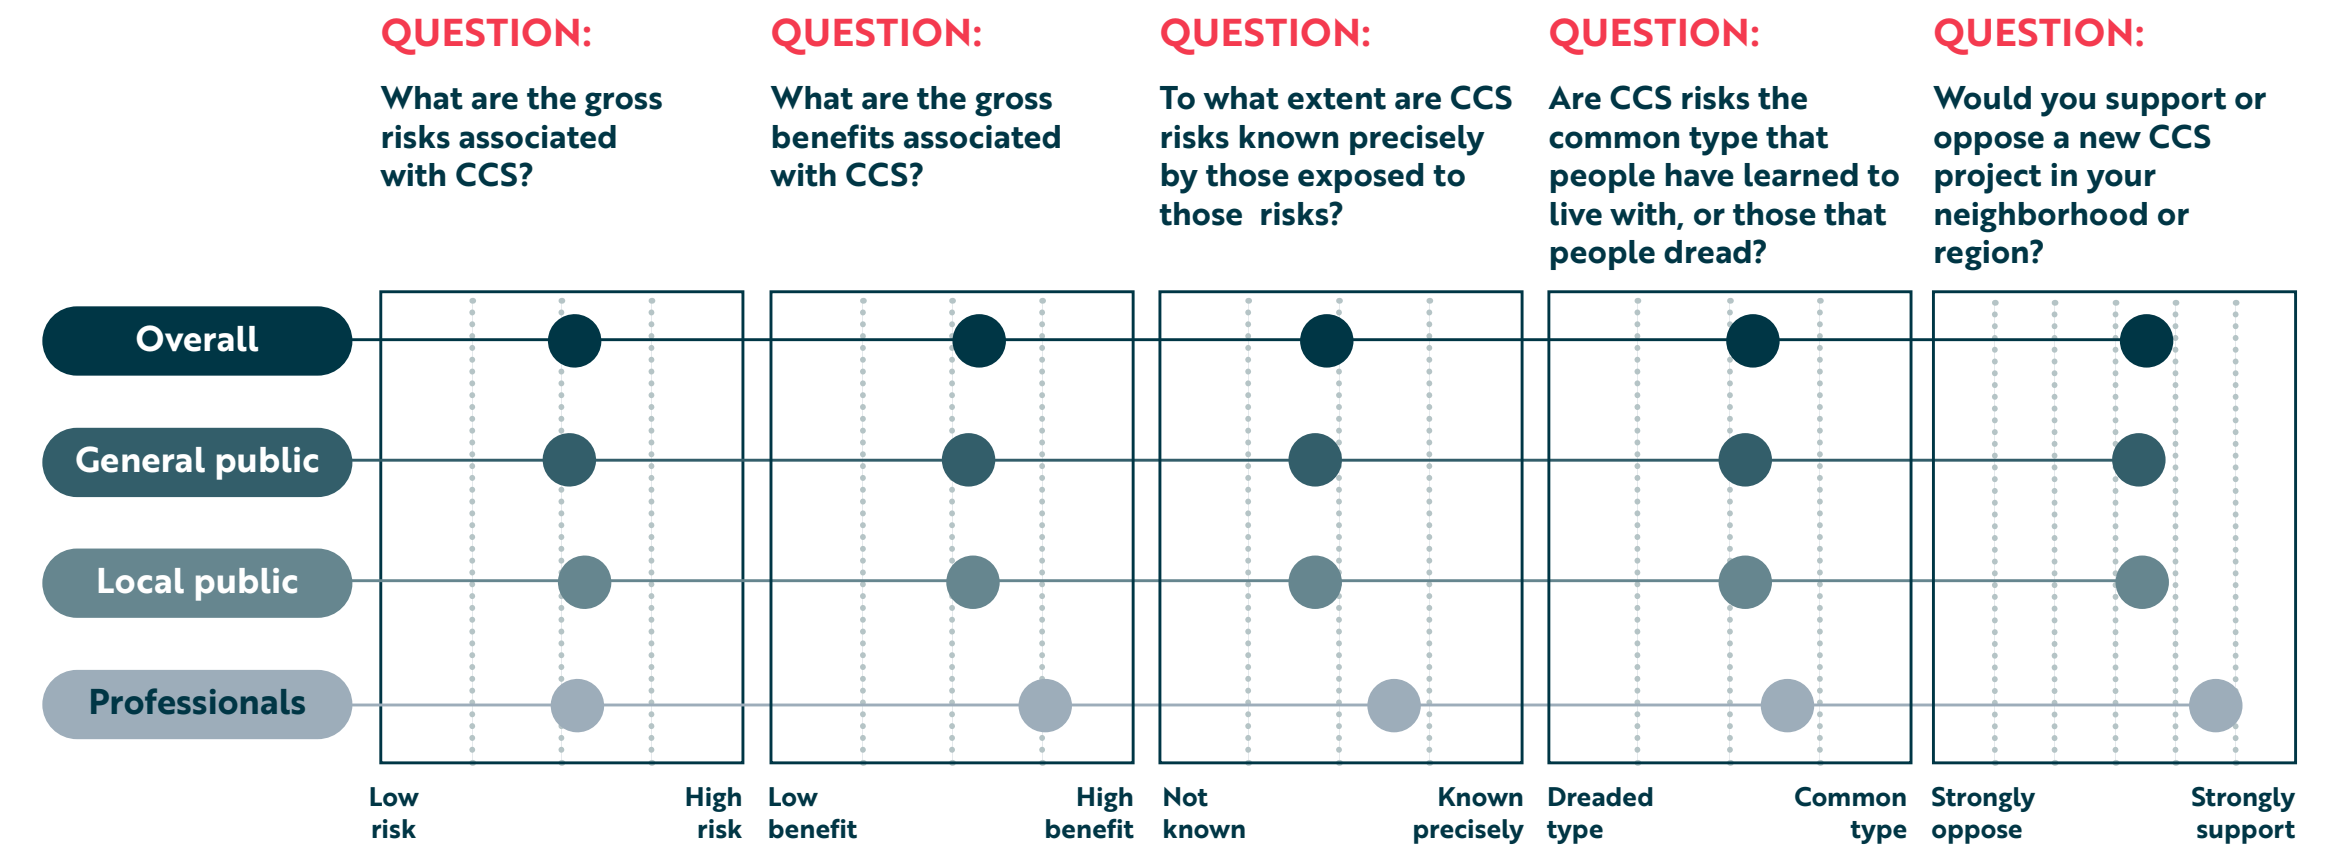 QUESTION:
What are the gross
risks associated
with CCS?
QUESTION:
What are the gross
benefits associated
with CCS?
QUESTION:
To what extent are CCS
risks known precisely
by those exposed to
those  risks?
QUESTION:
Are CCS risks the
common type that
people have learned to
live with, or those that
people dread?
QUESTION:
Would you support or
oppose a new CCS
project in your
neighborhood or
region?
Overall
General public
Local public
Professionals
Low
risk
High
risk
Low
benefit
High
benefit
Not
known
Known
precisely
Dreaded
type
Common
type
Strongly
oppose
Strongly
support